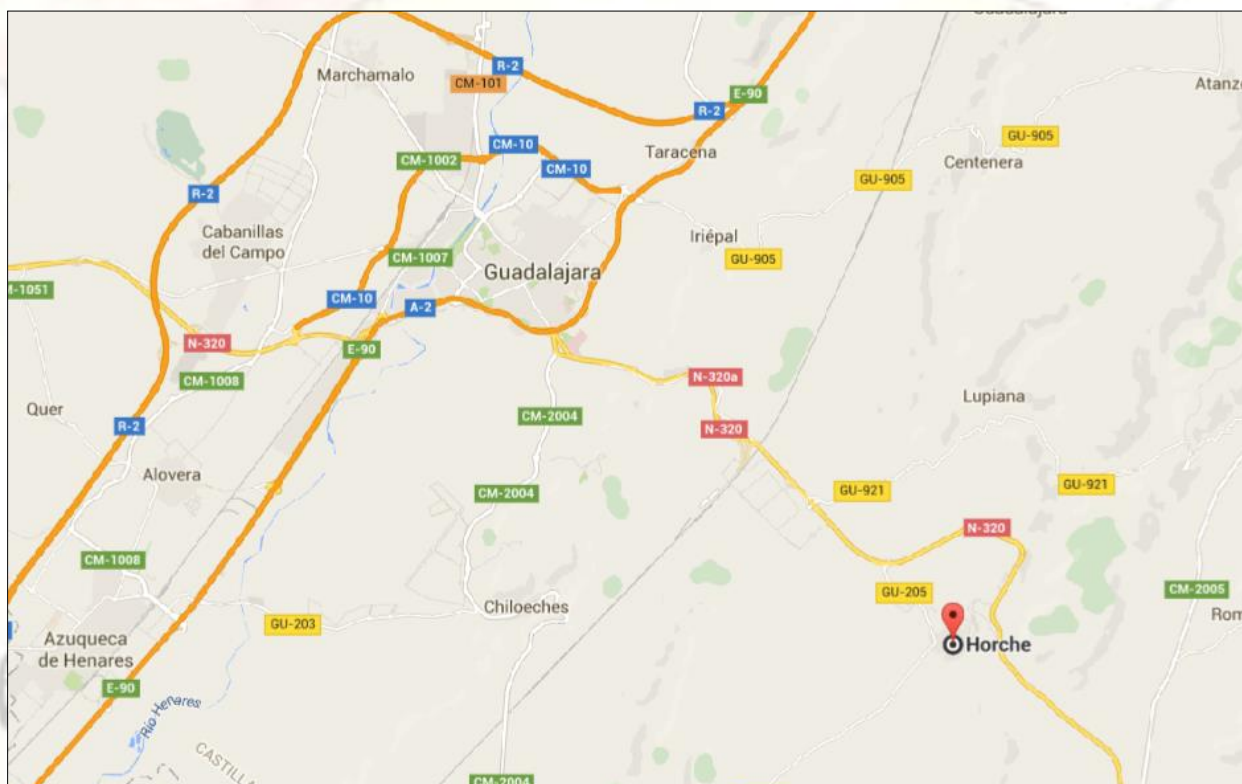 Guadalajara
Marchamalo
R-2
CM-101
E-90
R-2
Atanzo
GU-905
CM-10
CM-1002
Taracena
Centenera
CM-10
GU-905
R-2
Cabanillas
del Campo
Iriépal
CM-1007
GU-905
Guadalajara
M-1051
CM-10
A-2
N-320
E-90
CM-1008
N-320a
Quer
CM-2004
Lupiana
R-2
N-320
Alovera
GU-921
GU-921
CM-2004
N-320
CM-1008
GU-205
CM-2005
Chiloeches
Rom
GU-203
Azuqueca
de Henares
Horche
E-90
Río Henares
CASTILLA
CM-2004